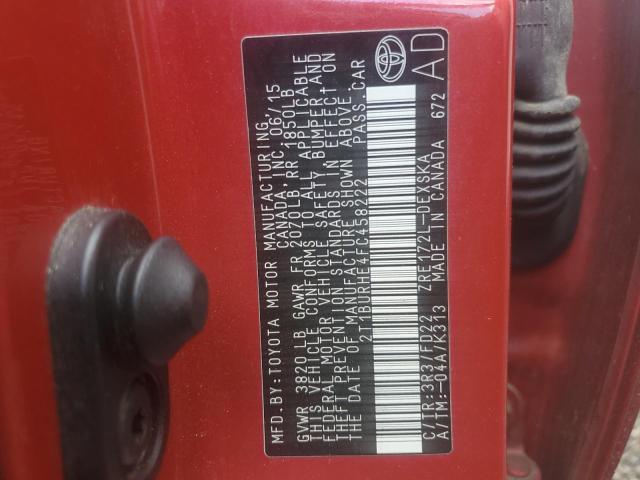 MFD.BY:TOYOTA MOTOR MANUFACTURING
CANADA, INC. 06/15
GVWR 3820LB GAWR FR 2070LB RR 1850LB
THIS VEHICLE CONFORMS TO ALL APPLICABLE
FEDERAL MOTOR VEHICLE SAFETY, BUMPER, AND
THEFT PREVENTION STANDARDS IN EFFECT ON
THE DATE OF MANUFACTURE SHOWN ABOVE.
2T1BURHE4FC458222 PASS.CAR
C/TR:3R3/FD22 ZRE172L-DEXSKA
A/TM:-04A/K313 MADE IN CANADA 672
AD